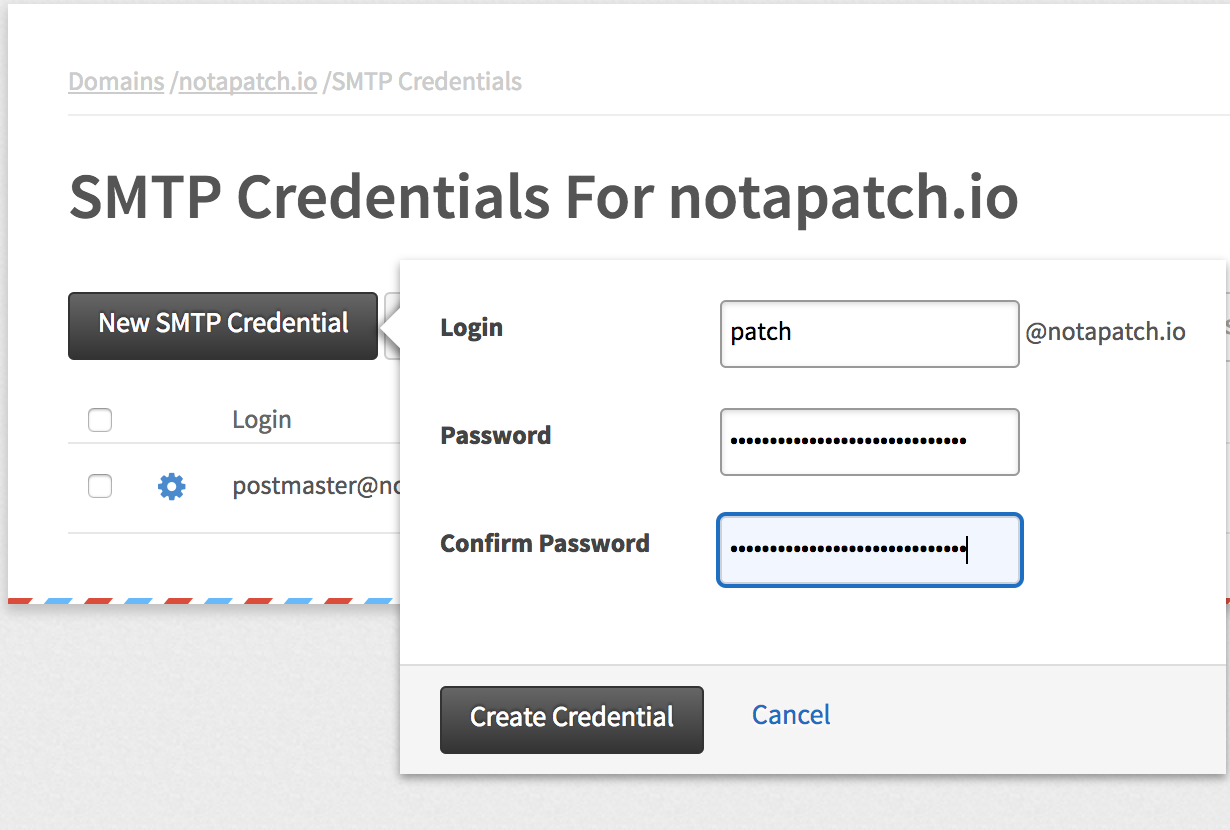 Domains /notapatch.io /SMTP Credentials
SMTP Credentials For notapatch.io
New SMTP Credential
Login
postmaster@no
Login
patch
@notapatch.io
Password
••••••••••••••••••••••••••••••
Confirm Password
••••••••••••••••••••••••••••••
Create Credential
Cancel